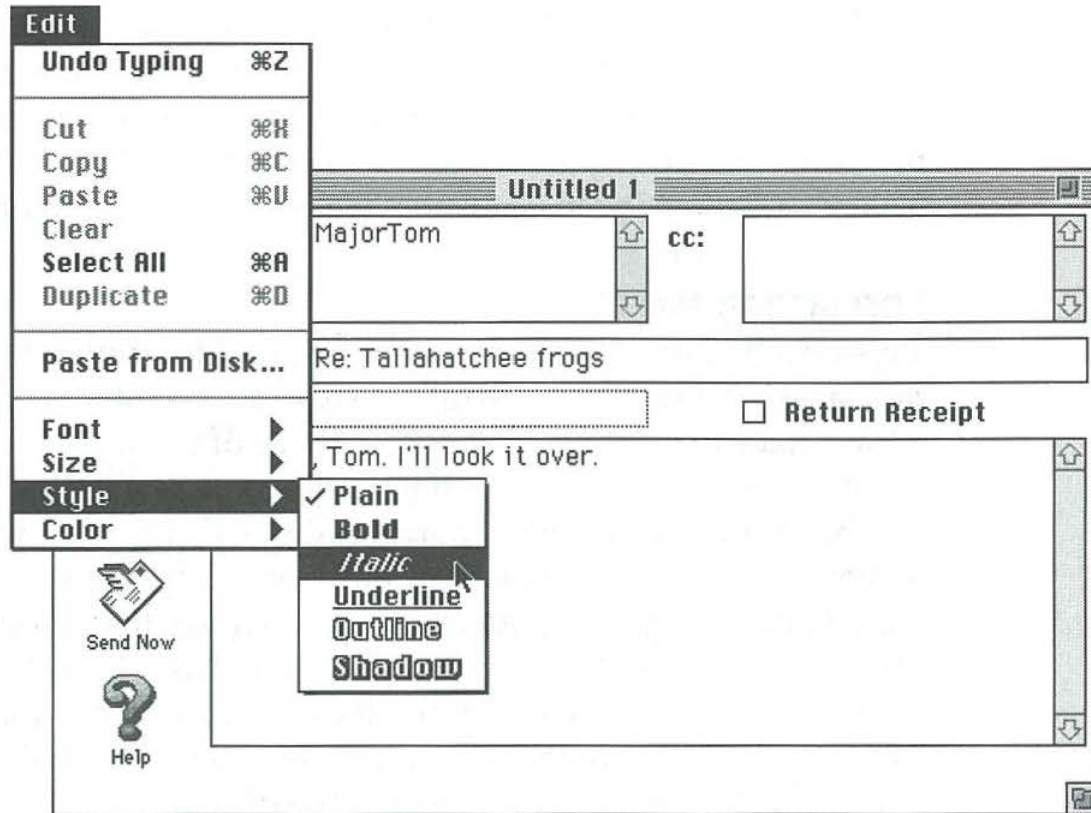 Edit
Undo Typing ⌘Z
Cut ⌘X
Copy ⌘C
Paste ⌘V
Clear
Select All ⌘A
Duplicate ⌘D
Paste from Disk...
Font
Size
Style
Color
✓ Plain
Bold
Italic
Underline
Outline
Shadow
Untitled 1
MajorTom
cc:
Re: Tallahatchee frogs
Return Receipt
, Tom. I'll look it over.
Send Now
Help